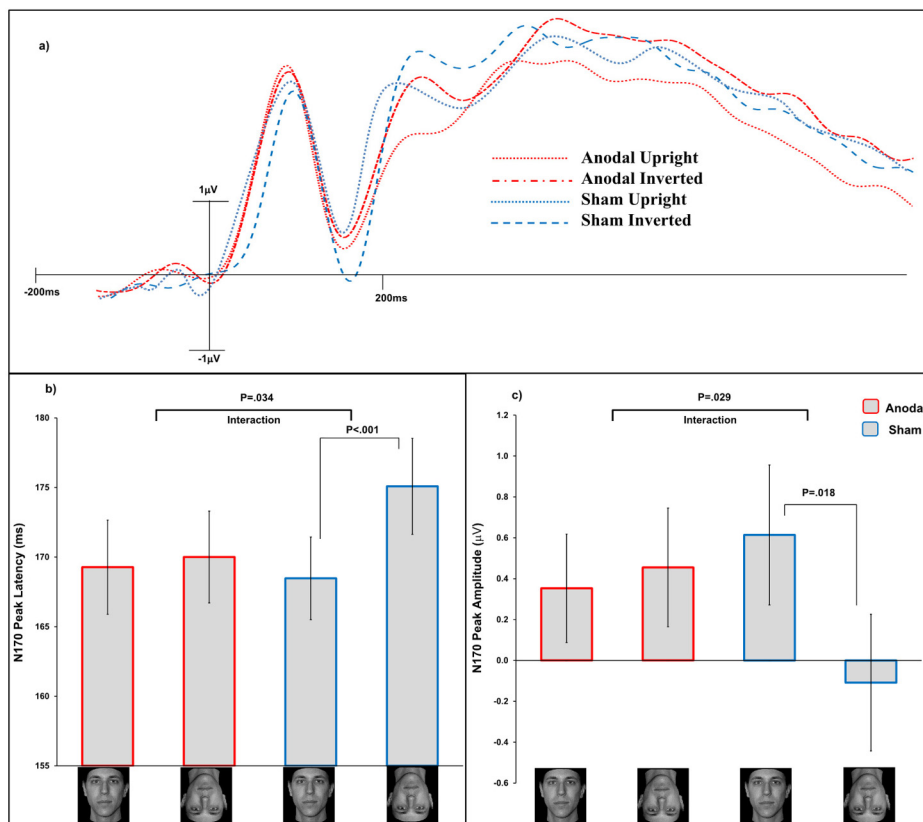 a)
Anodal Upright
Anodal Inverted
Sham Upright
Sham Inverted
1μV
-200ms
200ms
-1μV
b)
P=.034
Interaction
P<.001
180
175
170
165
160
155
N170 Peak Latency (ms)
c)
P=.029
Interaction
P=.018
Anoda
Sham
1.2
1.0
0.8
0.6
0.4
0.2
0.0
-0.2
-0.4
-0.6
N170 Peak Amplitude (μV)